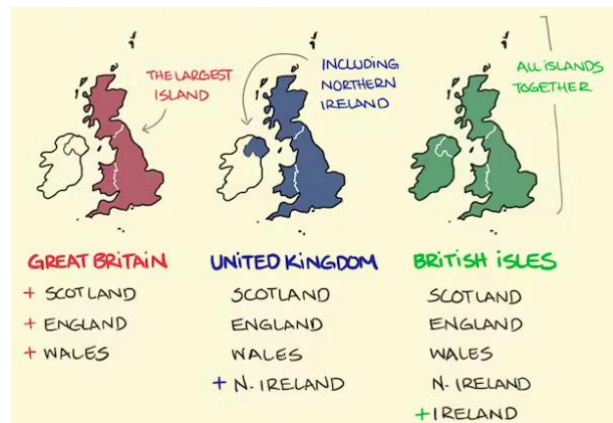 THE LARGEST
ISLAND
INCLUDING
NORTHERN
IRELAND
ALL ISLANDS
TOGETHER
GREAT BRITAIN
+ SCOTLAND
+ ENGLAND
+ WALES
UNITED KINGDOM
SCOTLAND
ENGLAND
WALES
+ N- IRELAND
BRITISH ISLES
SCOTLAND
ENGLAND
WALES
N-IRELAND
+IRELAND